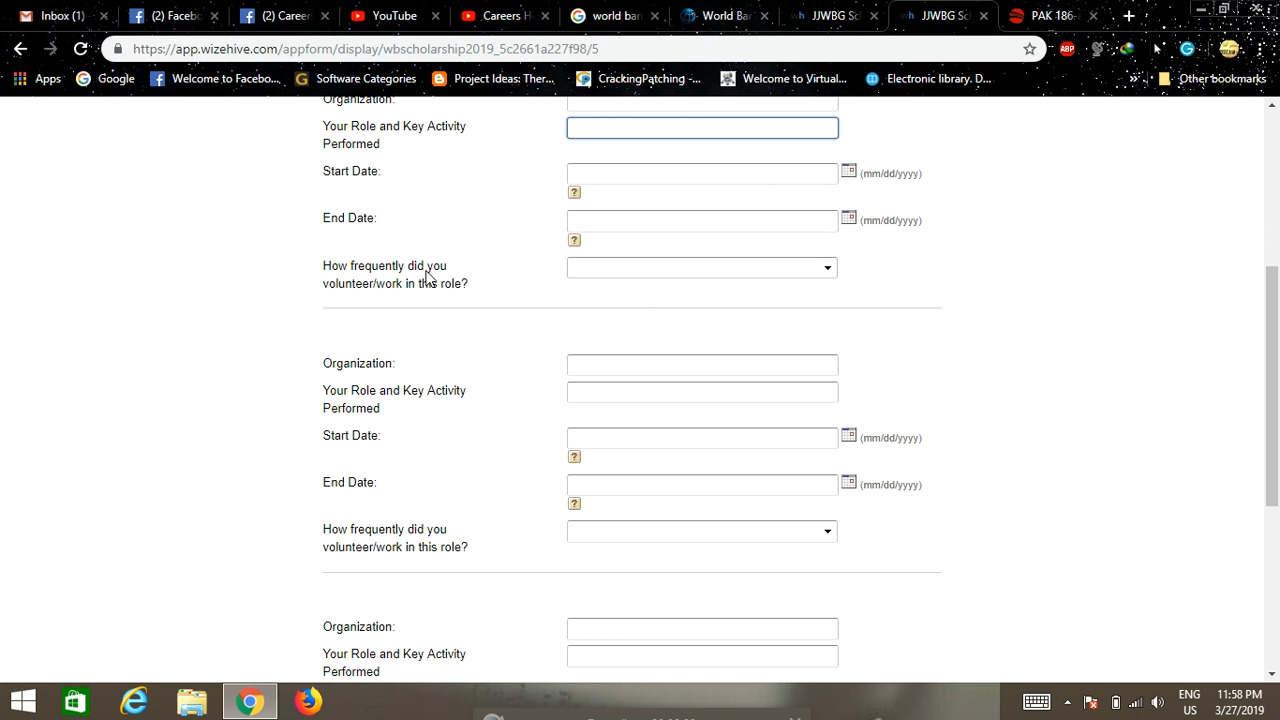 Inbox (1)
(2) Facebo
(2) Caree
YouTube
Careers H
world ban
World Ba
JJWBG Sc
JJWBG Sc
PAK 186-
https://app.wizehive.com/appform/display/wbscholarship2019_5c2661a227f98/5
ABP
Apps
Google
Welcome to Facebo...
Software Categories
Project Ideas: Ther...
CrackingPatching -...
Welcome to Virtual...
Electronic library. D...
»
Other bookmarks
Organization:
Your Role and Key Activity
Performed
Start Date:
(mm/dd/yyyy)
?
End Date:
(mm/dd/yyyy)
?
How frequently did you
volunteer/work in this role?
Organization:
Your Role and Key Activity
Performed
Start Date:
(mm/dd/yyyy)
?
End Date:
(mm/dd/yyyy)
?
How frequently did you
volunteer/work in this role?
Organization:
Your Role and Key Activity
Performed
ENG
US
11:58 PM
3/27/2019